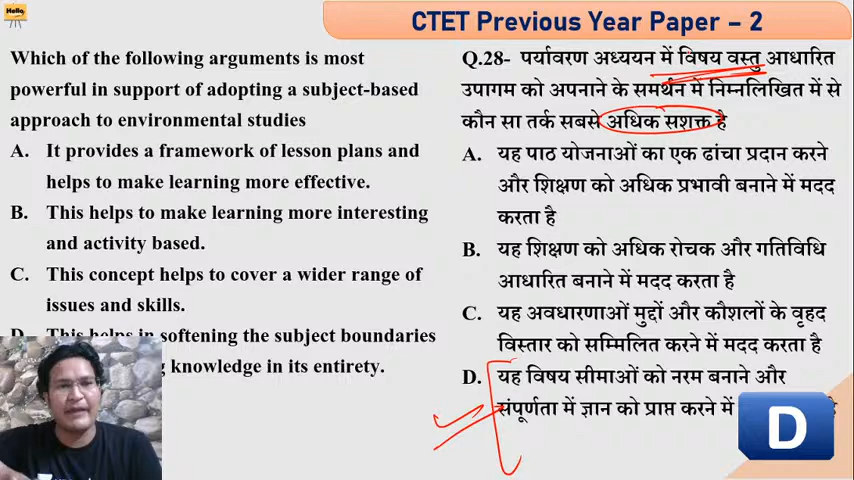 Hello
CTET Previous Year Paper – 2
Which of the following arguments is most
powerful in support of adopting a subject-based
approach to environmental studies
A. It provides a framework of lesson plans and
helps to make learning more effective.
B. This helps to make learning more interesting
and activity based.
C. This concept helps to cover a wider range of
issues and skills.
D. This helps in softening the subject boundaries
knowledge in its entirety.
Q.28- पर्यावरण अध्ययन में विषय वस्तु आधारित
उपागम को अपनाने के समर्थन में निम्नलिखित में से
कौन सा तर्क सबसे अधिक सशक्त है
A. यह पाठ योजनाओं का एक ढांचा प्रदान करने
और शिक्षण को अधिक प्रभावी बनाने में मदद
करता है
B. यह शिक्षण को अधिक रोचक और गतिविधि
आधारित बनाने में मदद करता है
C. यह अवधारणाओं मुद्दों और कौशलों के वृहद
विस्तार को सम्मिलित करने में मदद करता है
D. यह विषय सीमाओं को नरम बनाने और
संपूर्णता में ज्ञान को प्राप्त करने में
है
D